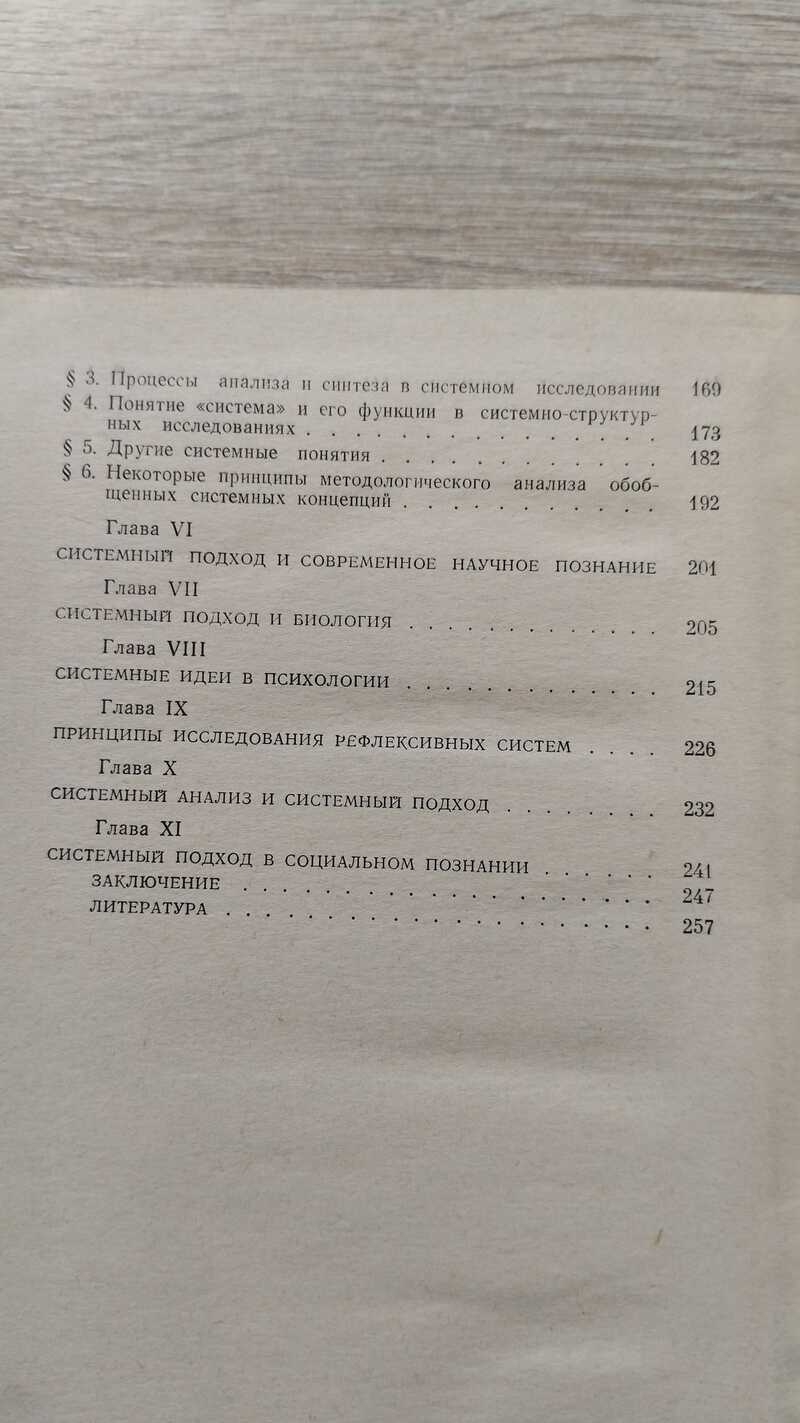 § 3. Процессы анализа и синтеза в системном исследовании 169
§ 4. Понятие «система» и его функции в системно-структур-
ных исследованиях . . . . . . . . . . . . . . 173
§ 5. Другие системные понятия . . . . . . . . . . . . 182
§ 6. Некоторые принципы методологического анализа обоб-
щенных системных концепций . . . . . . . . . . . 192
Глава VI
СИСТЕМНЫЙ ПОДХОД И СОВРЕМЕННОЕ НАУЧНОЕ ПОЗНАНИЕ 201
Глава VII
СИСТЕМНЫЙ ПОДХОД И БИОЛОГИЯ . . . . . . . . . . . . . 205
Глава VIII
СИСТЕМНЫЕ ИДЕИ В ПСИХОЛОГИИ . . . . . . . . . . . . . 215
Глава IX
ПРИНЦИПЫ ИССЛЕДОВАНИЯ РЕФЛЕКСИВНЫХ СИСТЕМ . . . . 226
Глава X
СИСТЕМНЫЙ АНАЛИЗ И СИСТЕМНЫЙ ПОДХОД . . . . . . . . 232
Глава XI
СИСТЕМНЫЙ ПОДХОД В СОЦИАЛЬНОМ ПОЗНАНИИ . . . . . . 241
ЗАКЛЮЧЕНИЕ . . . . . . . . . . . . . . . . . . . . . 247
ЛИТЕРАТУРА . . . . . . . . . . . . . . . . . . . . . . 257